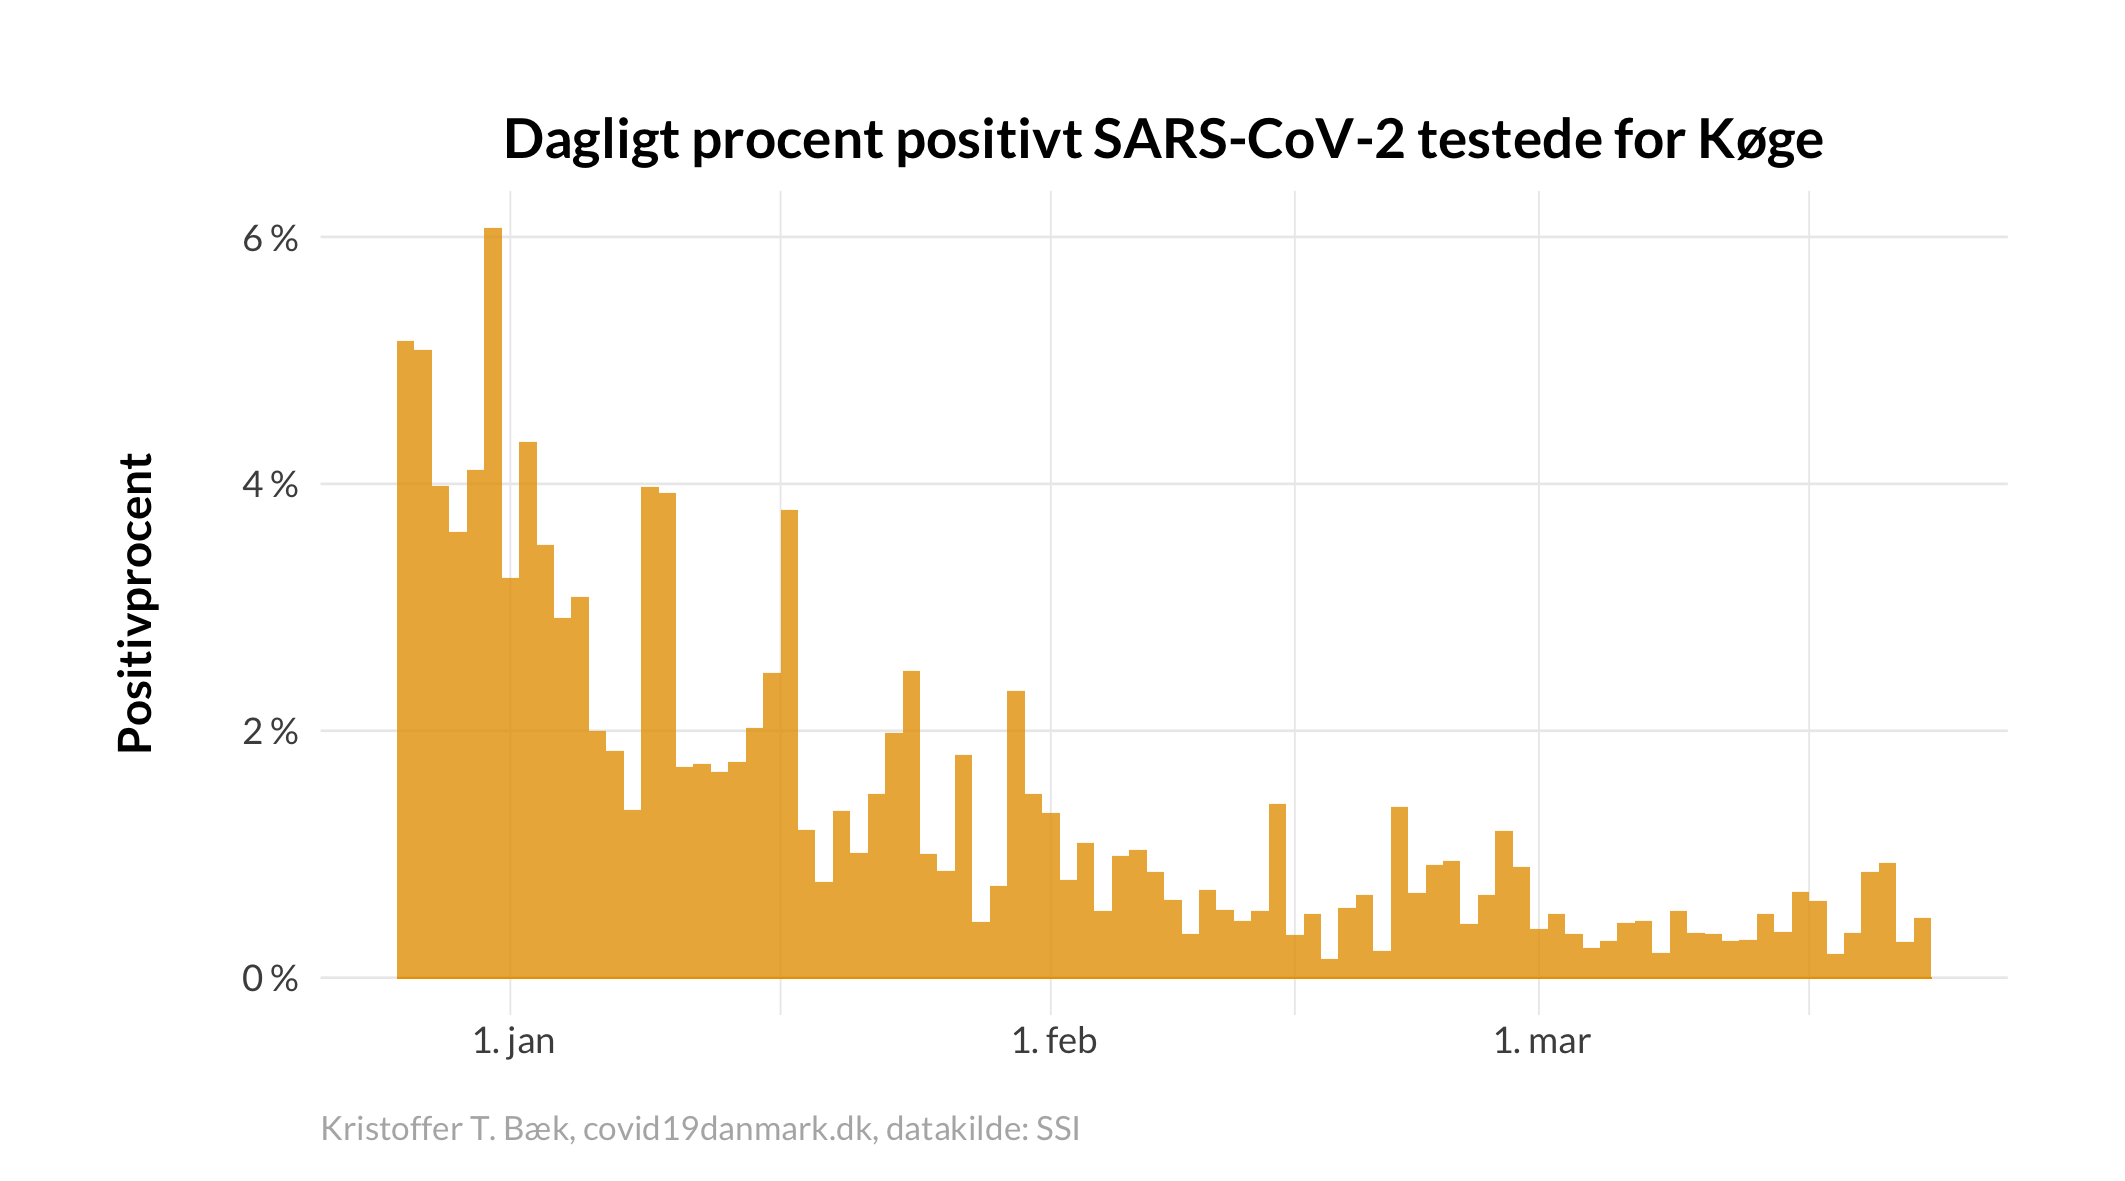 Dagligt procent positivt SARS-CoV-2 testede for Køge
Positivprocent
6 %
4 %
2 %
0 %
1. jan
1. feb
1. mar
Kristoffer T. Bæk, covid19danmark.dk, datakilde: SSI